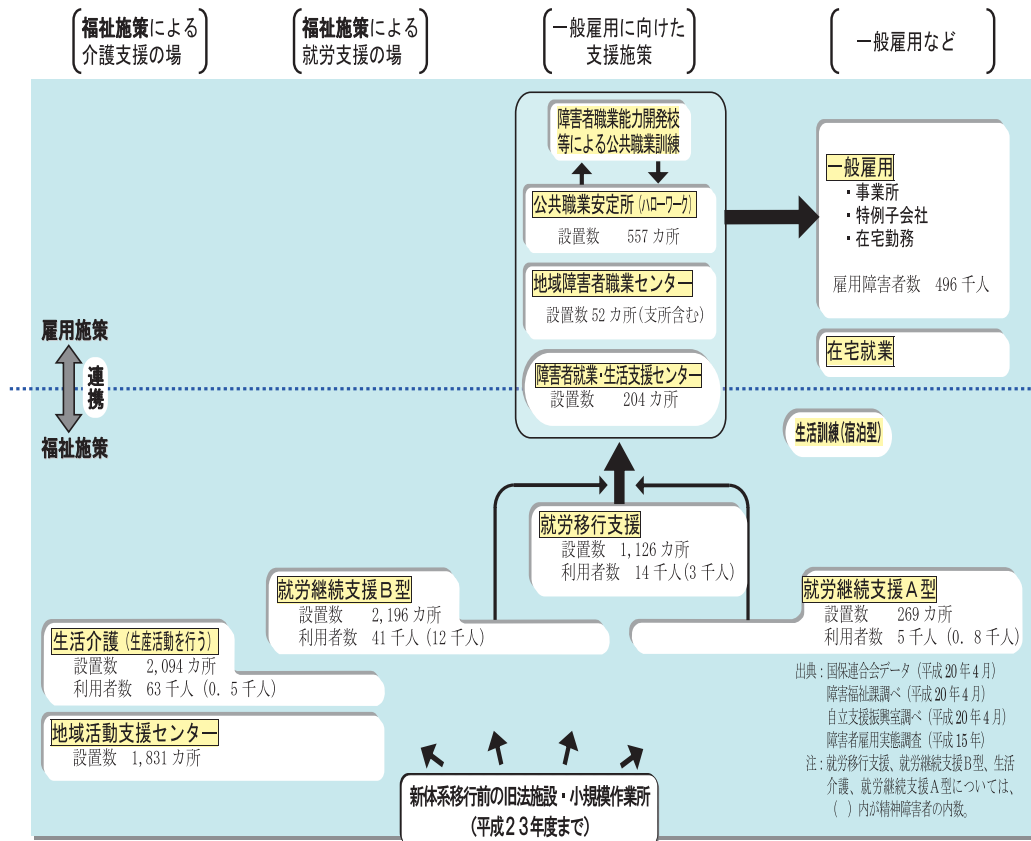 福祉施策による
介護支援の場
福祉施策による
就労支援の場
一般雇用に向けた
支援施策
一般雇用など
障害者職業能力開発校
等による公共職業訓練
公共職業安定所(ハローワーク)
設置数 557カ所
地域障害者職業センター
設置数52カ所(支所含む)
障害者就業・生活支援センター
設置数 204カ所
一般雇用
・事業所
・特例子会社
・在宅勤務
雇用障害者数 496千人
在宅就業
雇用施策
連携
福祉施策
生活訓練(宿泊型)
就労移行支援
設置数 1,126カ所
利用者数 14千人(3千人)
就労継続支援B型
設置数 2,196カ所
利用者数 41千人(12千人)
就労継続支援A型
設置数 269カ所
利用者数 5千人(0.8千人)
生活介護(生産活動を行う)
設置数 2,094カ所
利用者数 63千人(0.5千人)
地域活動支援センター
設置数 1,831カ所
出典:国保連合会データ(平成20年4月)
障害福祉課調べ(平成20年4月)
自立支援振興室調べ(平成20年4月)
障害者雇用実態調査(平成15年)
注:就労移行支援、就労継続支援B型、生活
介護、就労継続支援A型については、
( )内が精神障害者の内数。
新体系移行前の旧法施設・小規模作業所
(平成23年度まで)